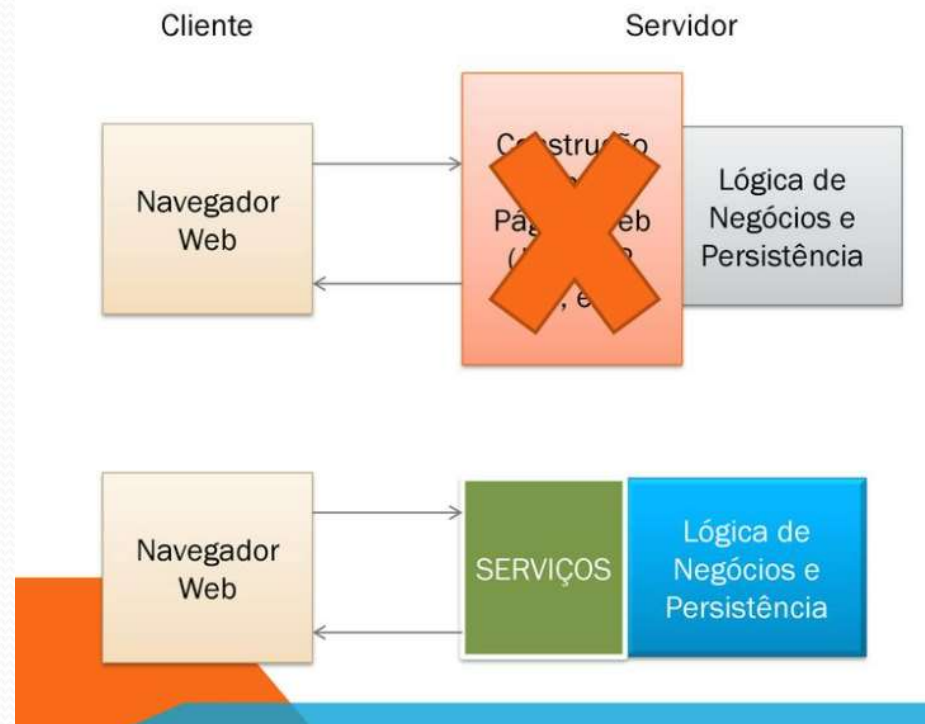 Cliente
Servidor
Navegador
Web
Lógica de
Negócios e
Persistência
Navegador
Web
SERVIÇOS
Lógica de
Negócios e
Persistência